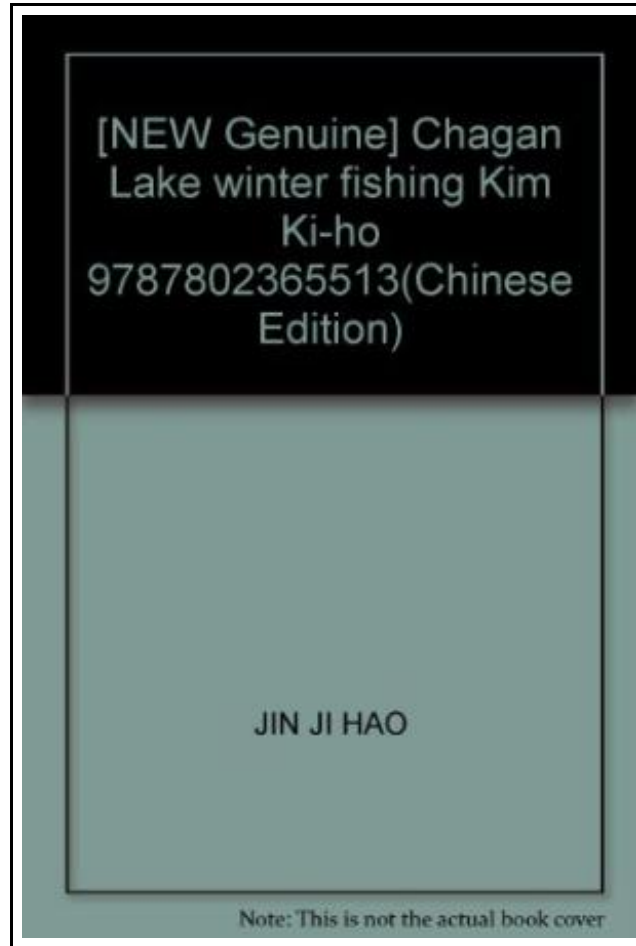 [NEW Genuine] Chagan
Lake winter fishing Kim
Ki-ho
9787802365513(Chinese
Edition)
JIN JI HAO
Note: This is not the actual book cover